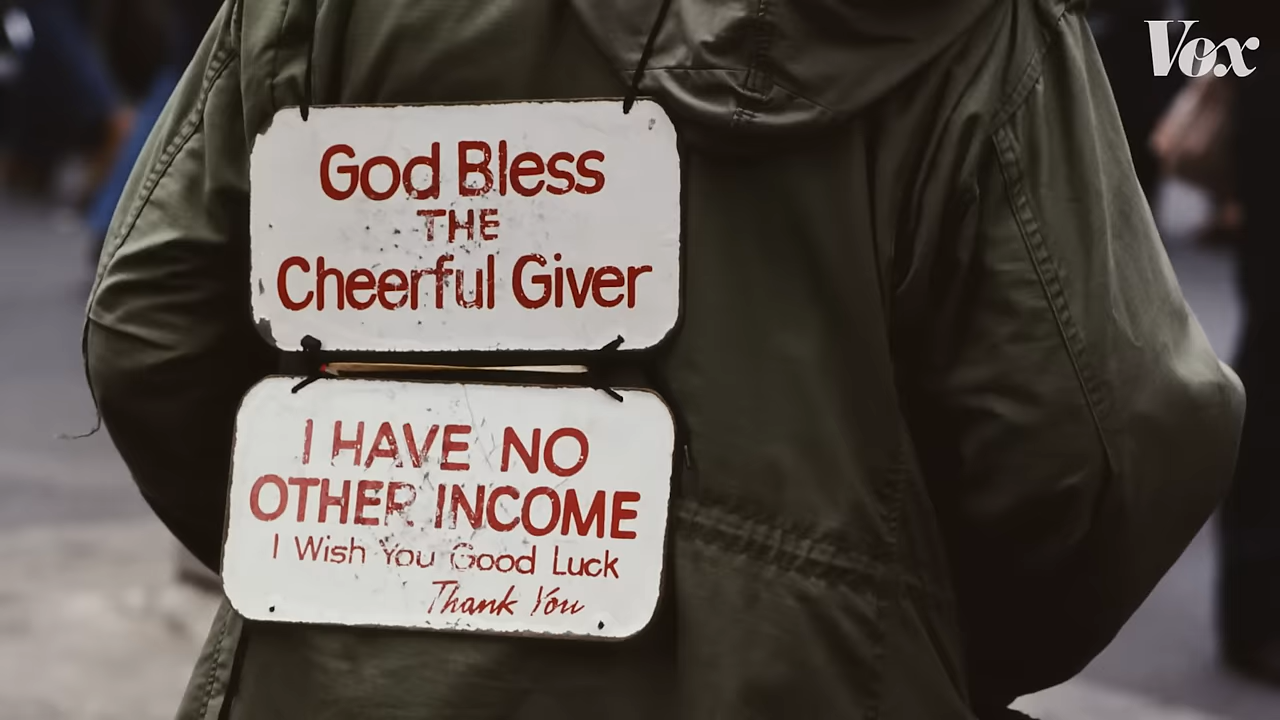 Vox
God Bless
THE
Cheerful Giver
I HAVE NO
OTHER INCOME
I Wish You Good Luck
Thank You